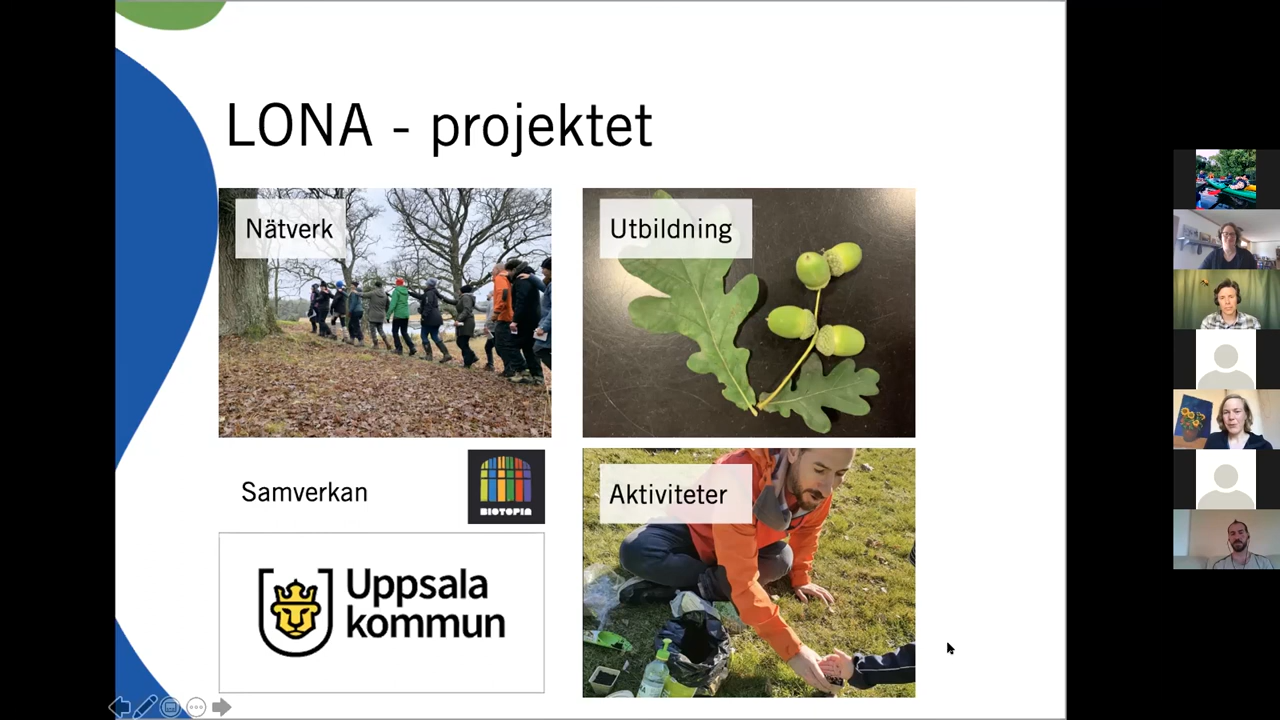 LONA - projektet
Nätverk
Utbildning
Samverkan
BIOTOPIA
Aktiviteter
Uppsala
kommun